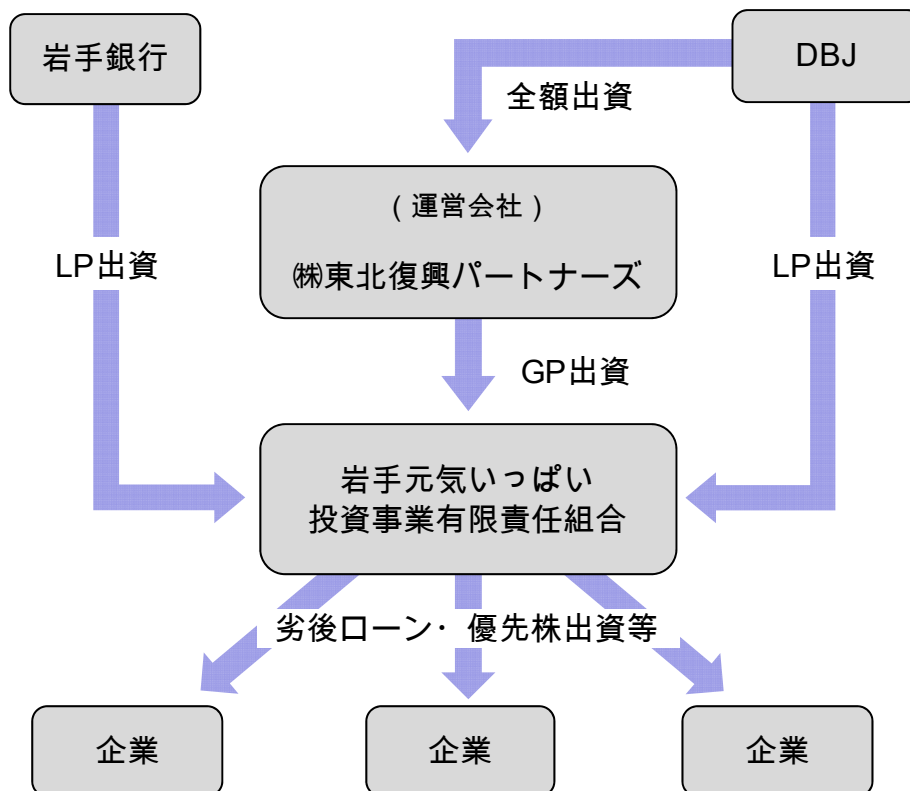 岩手銀行
DBJ
全額出資
(運営会社)
㈱東北復興パートナーズ
LP出資
LP出資
GP出資
岩手元気いっぱい
投資事業有限責任組合
劣後ローン・優先株出資等
企業
企業
企業